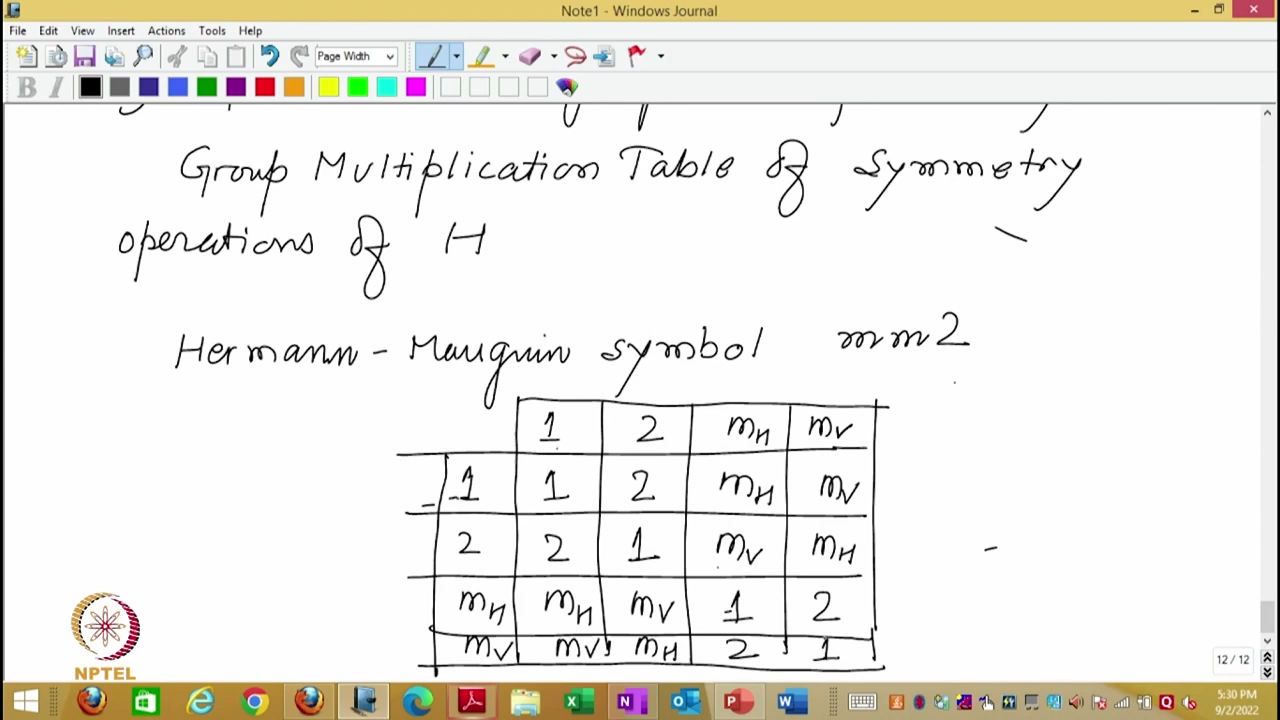 Note1 - Windows Journal
File Edit View Insert Actions Tools Help
Page Width
B I
Group Multiplication Table of Symmetry
operations of H
Hermann - Mauguin symbol mm2
1 2 mH mV
1 1 2 mH mV
2 2 1 mV mH
mH mH mV 1 2
mV mV mH 2 1
NPTEL
12 / 12
5:30 PM
9/2/2022